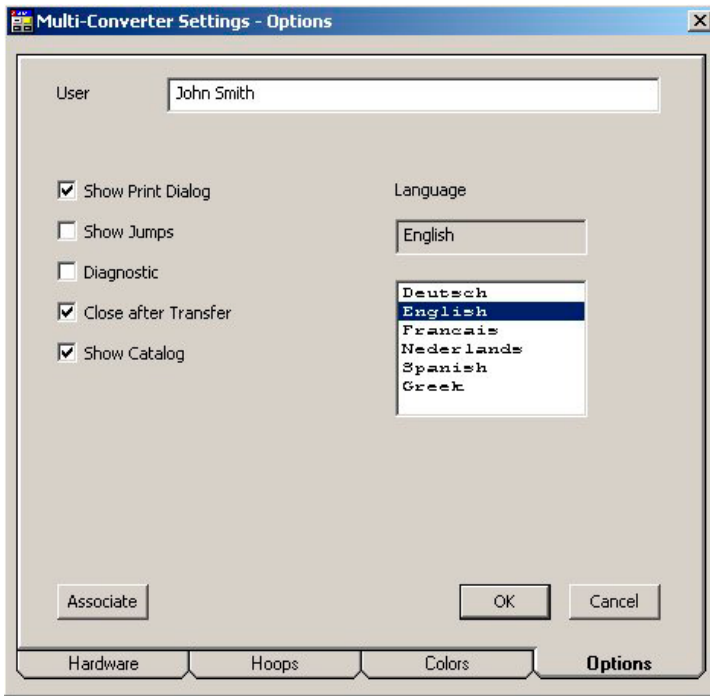 Multi-Converter Settings - Options
User
John Smith
Show Print Dialog
Show Jumps
Diagnostic
Close after Transfer
Show Catalog
Language
English
Deutsch
English
Francais
Nederlands
Spanish
Greek
Associate
OK
Cancel
Hardware
Hoops
Colors
Options